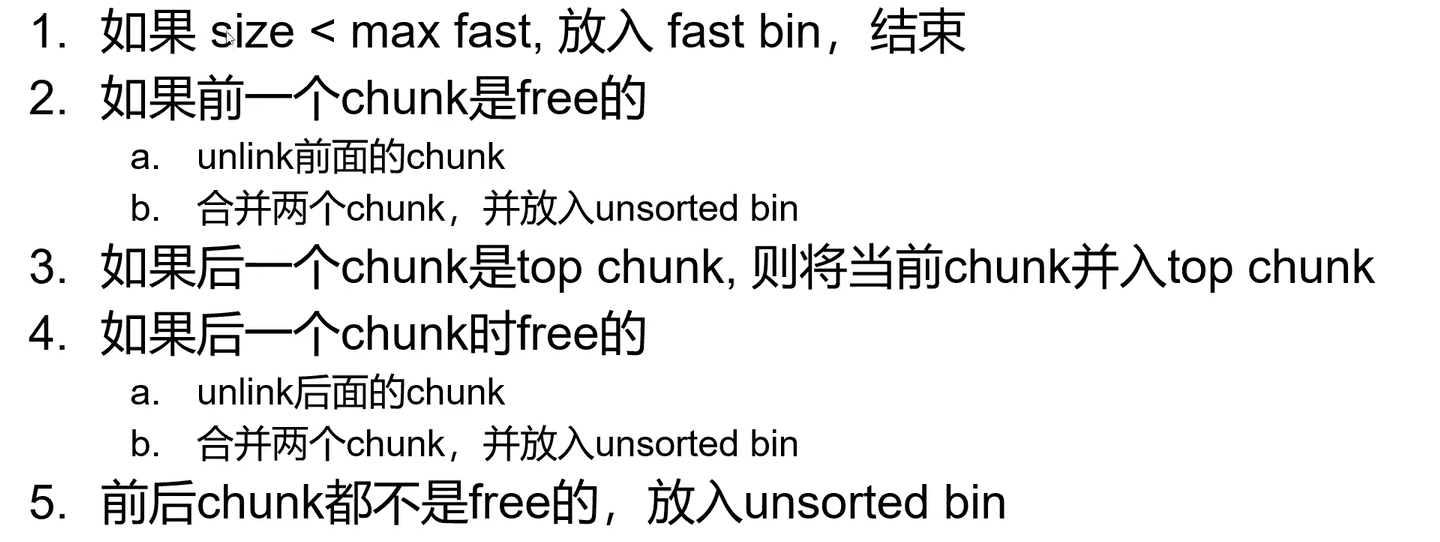 1. 如果 size < max fast, 放入 fast bin，结束
2. 如果前一个chunk是free的
a. unlink前面的chunk
b. 合并两个chunk，并放入unsorted bin
3. 如果后一个chunk是top chunk, 则将当前chunk并入top chunk
4. 如果后一个chunk时free的
a. unlink后面的chunk
b. 合并两个chunk，并放入unsorted bin
5. 前后chunk都不是free的，放入unsorted bin